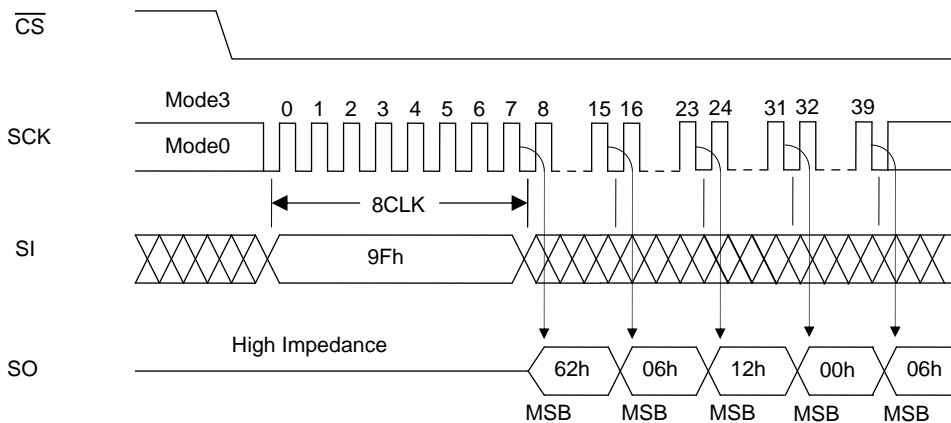 CS
Mode3
0 1 2 3 4 5 6 7 8 15 16 23 24 31 32 39
SCK
Mode0
8CLK
SI
9Fh
High Impedance
SO
62h 06h 12h 00h 06h
MSB MSB MSB MSB MSB